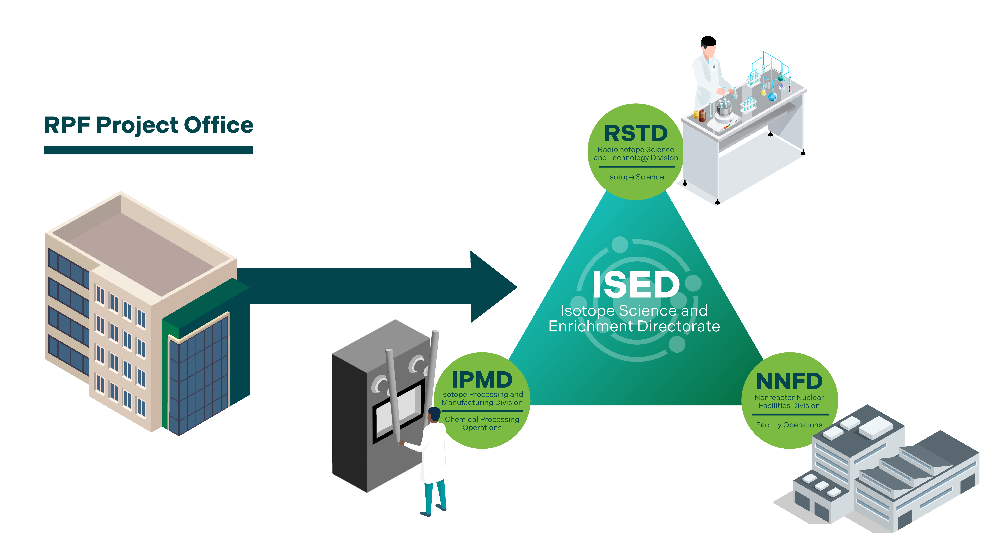 RPF Project Office
RSTD
Radioisotope Science
and Technology Division
Isotope Science
ISED
Isotope Science and
Enrichment Directorate
IPMD
Isotope Processing and
Manufacturing Division
Chemical Processing
Operations
NNFD
Nonreactor Nuclear
Facilities Division
Facility Operations